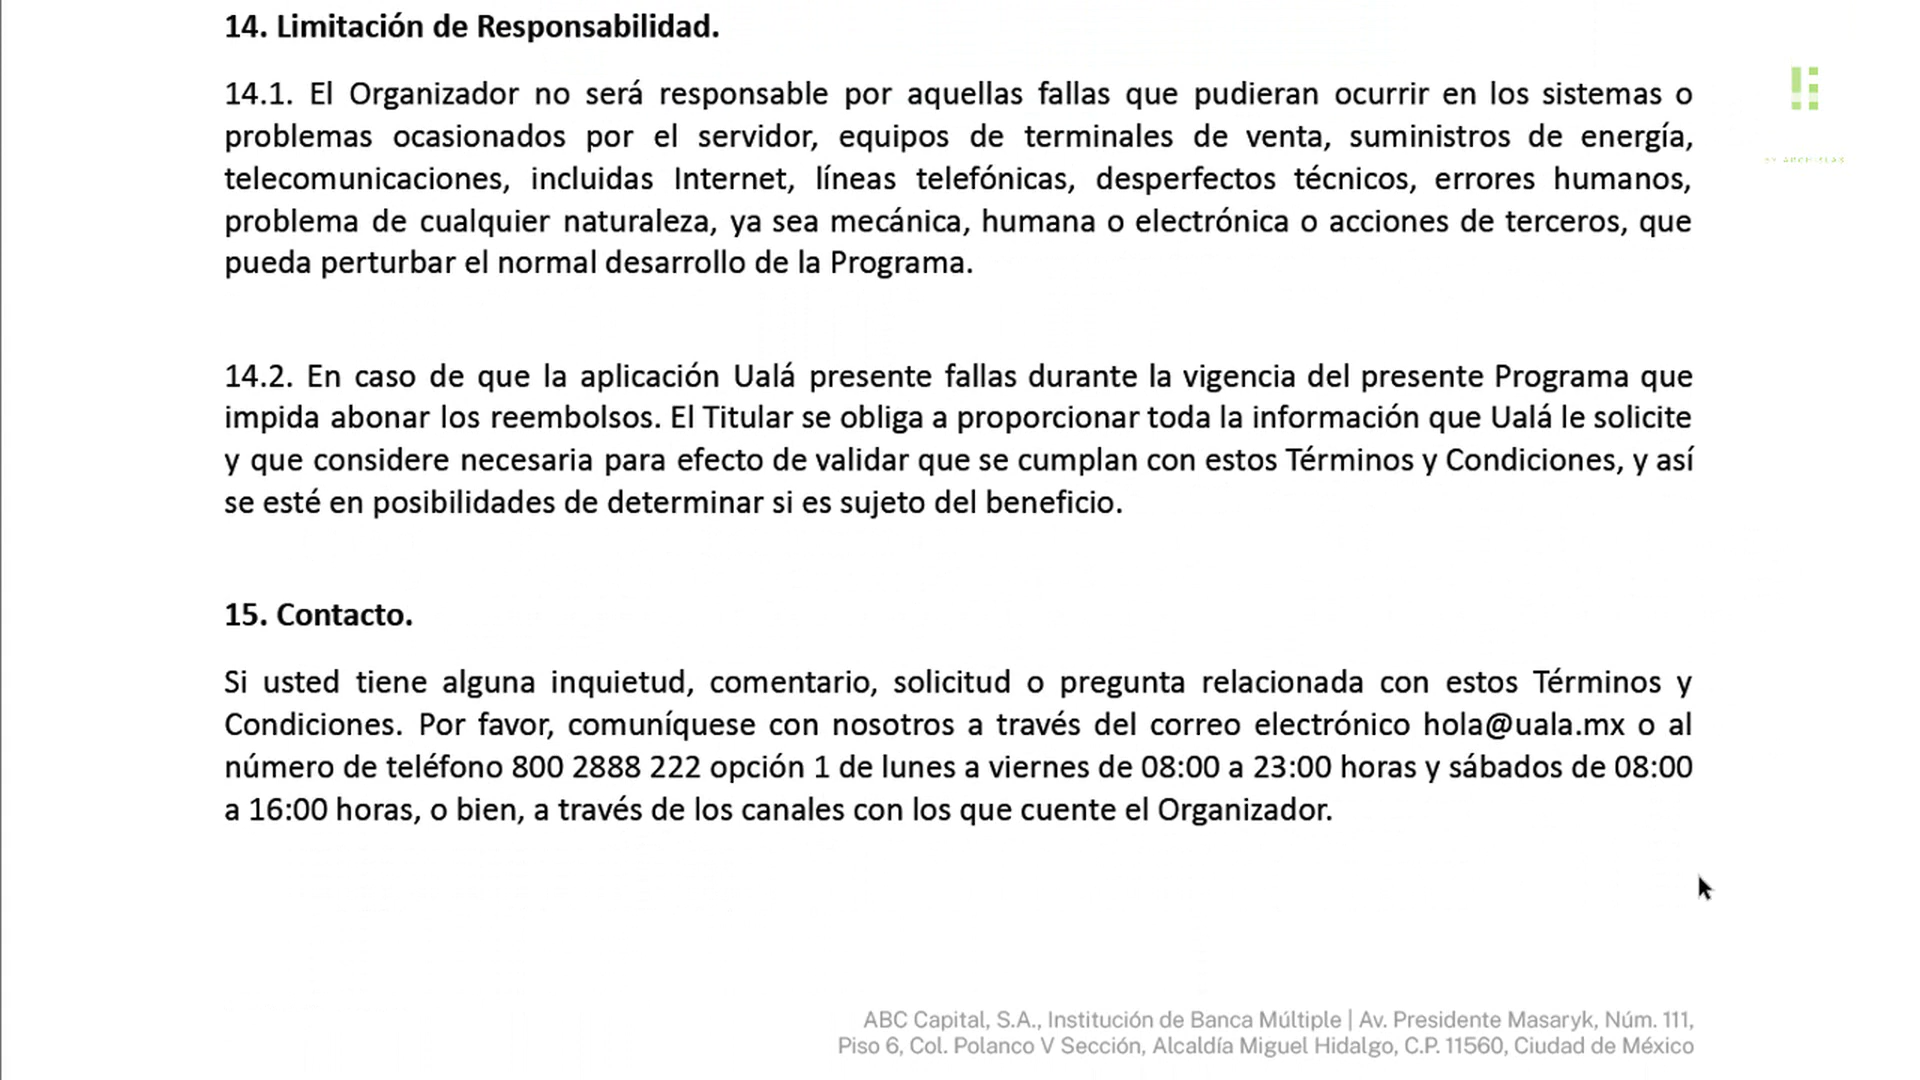 14. Limitación de Responsabilidad.
14.1. El Organizador no será responsable por aquellas fallas que pudieran ocurrir en los sistemas o
problemas ocasionados por el servidor, equipos de terminales de venta, suministros de energía,
telecomunicaciones, incluidas Internet, líneas telefónicas, desperfectos técnicos, errores humanos,
problema de cualquier naturaleza, ya sea mecánica, humana o electrónica o acciones de terceros, que
pueda perturbar el normal desarrollo de la Programa.
14.2. En caso de que la aplicación Ualá presente fallas durante la vigencia del presente Programa que
impida abonar los reembolsos. El Titular se obliga a proporcionar toda la información que Ualá le solicite
y que considere necesaria para efecto de validar que se cumplan con estos Términos y Condiciones, y así
se esté en posibilidades de determinar si es sujeto del beneficio.
15. Contacto.
Si usted tiene alguna inquietud, comentario, solicitud o pregunta relacionada con estos Términos y
Condiciones. Por favor, comuníquese con nosotros a través del correo electrónico hola@uala.mx o al
número de teléfono 800 2888 222 opción 1 de lunes a viernes de 08:00 a 23:00 horas y sábados de 08:00
a 16:00 horas, o bien, a través de los canales con los que cuente el Organizador.
ABC Capital, S.A., Institución de Banca Múltiple | Av. Presidente Masaryk, Núm. 111,
Piso 6, Col. Polanco V Sección, Alcaldía Miguel Hidalgo, C.P. 11560, Ciudad de México